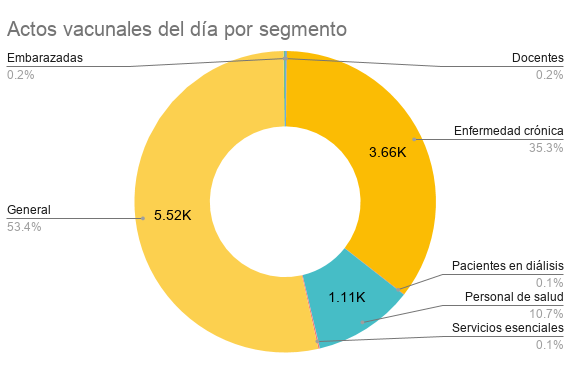 Actos vacunales del día por segmento
Embarazadas
0.2%
Docentes
0.2%
Enfermedad crónica
35.3%
3.66K
General
53.4%
5.52K
Pacientes en diálisis
0.1%
1.11K
Personal de salud
10.7%
Servicios esenciales
0.1%